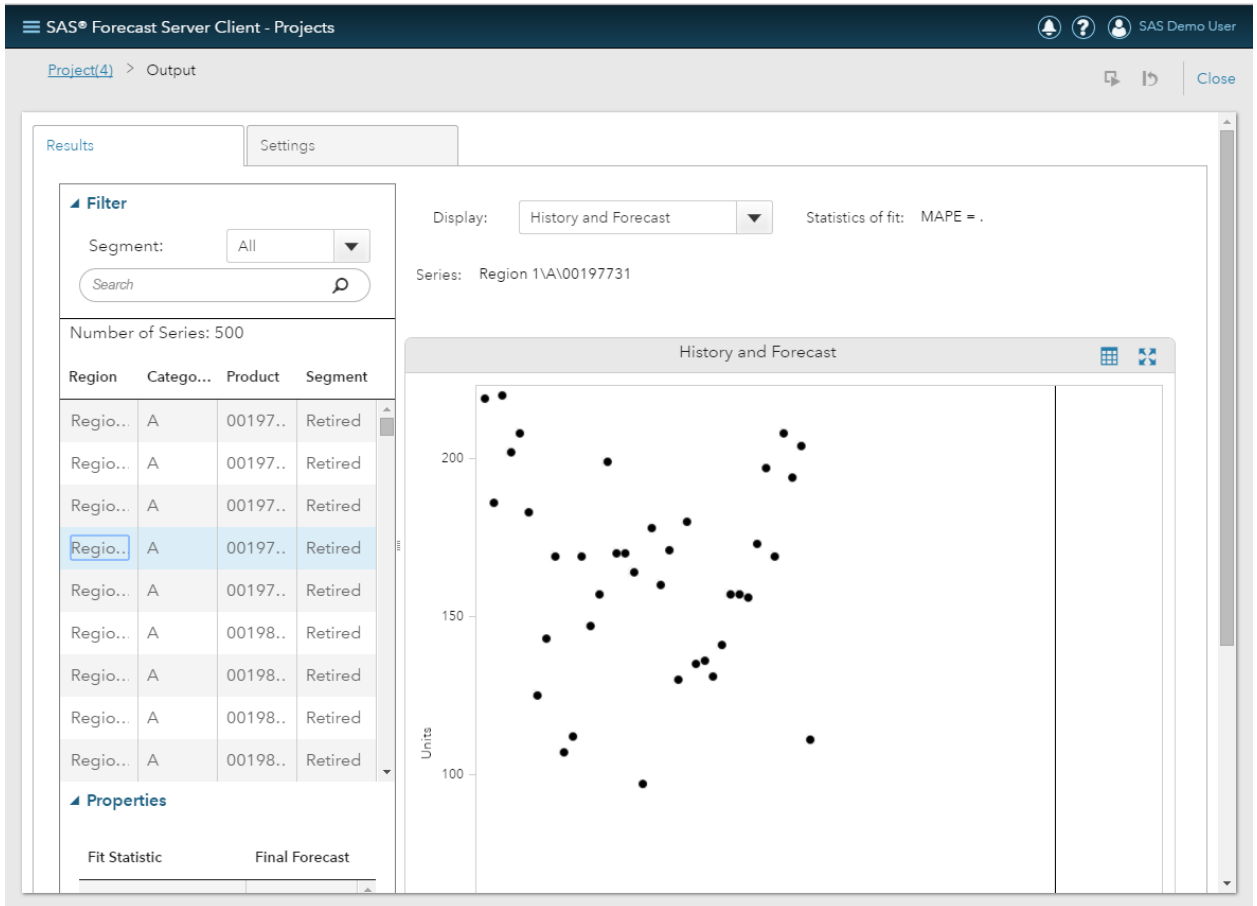 SAS® Forecast Server Client - Projects
SAS Demo User
Project(4) > Output
Close
Results
Settings
Filter
Segment: All
Search
Number of Series: 500
Region Catego... Product Segment
Regio... A 00197.. Retired
Regio... A 00197.. Retired
Regio... A 00197.. Retired
Regio.. A 00197.. Retired
Regio... A 00197.. Retired
Regio... A 00198.. Retired
Regio... A 00198.. Retired
Regio... A 00198.. Retired
Regio... A 00198.. Retired
Properties
Fit Statistic Final Forecast
Display: History and Forecast
Statistics of fit: MAPE = .
Series: Region 1\A\00197731
History and Forecast
200
150
100
Units